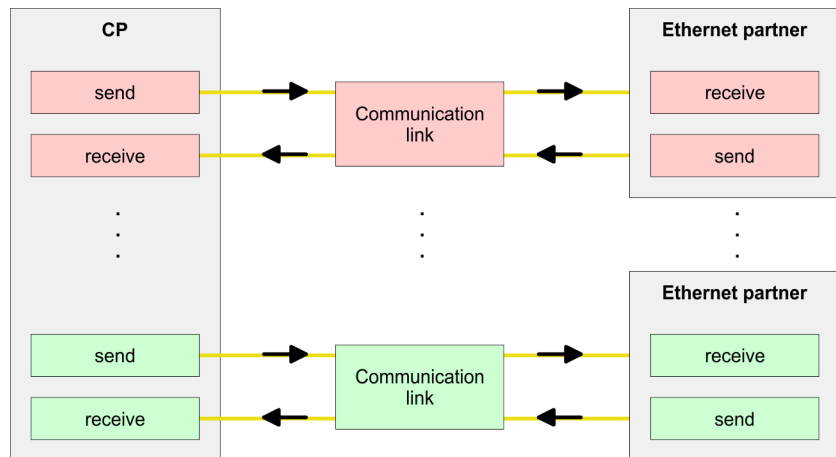 CP
Ethernet partner
send
Communication
link
receive
receive
send
Ethernet partner
send
Communication
link
receive
receive
send